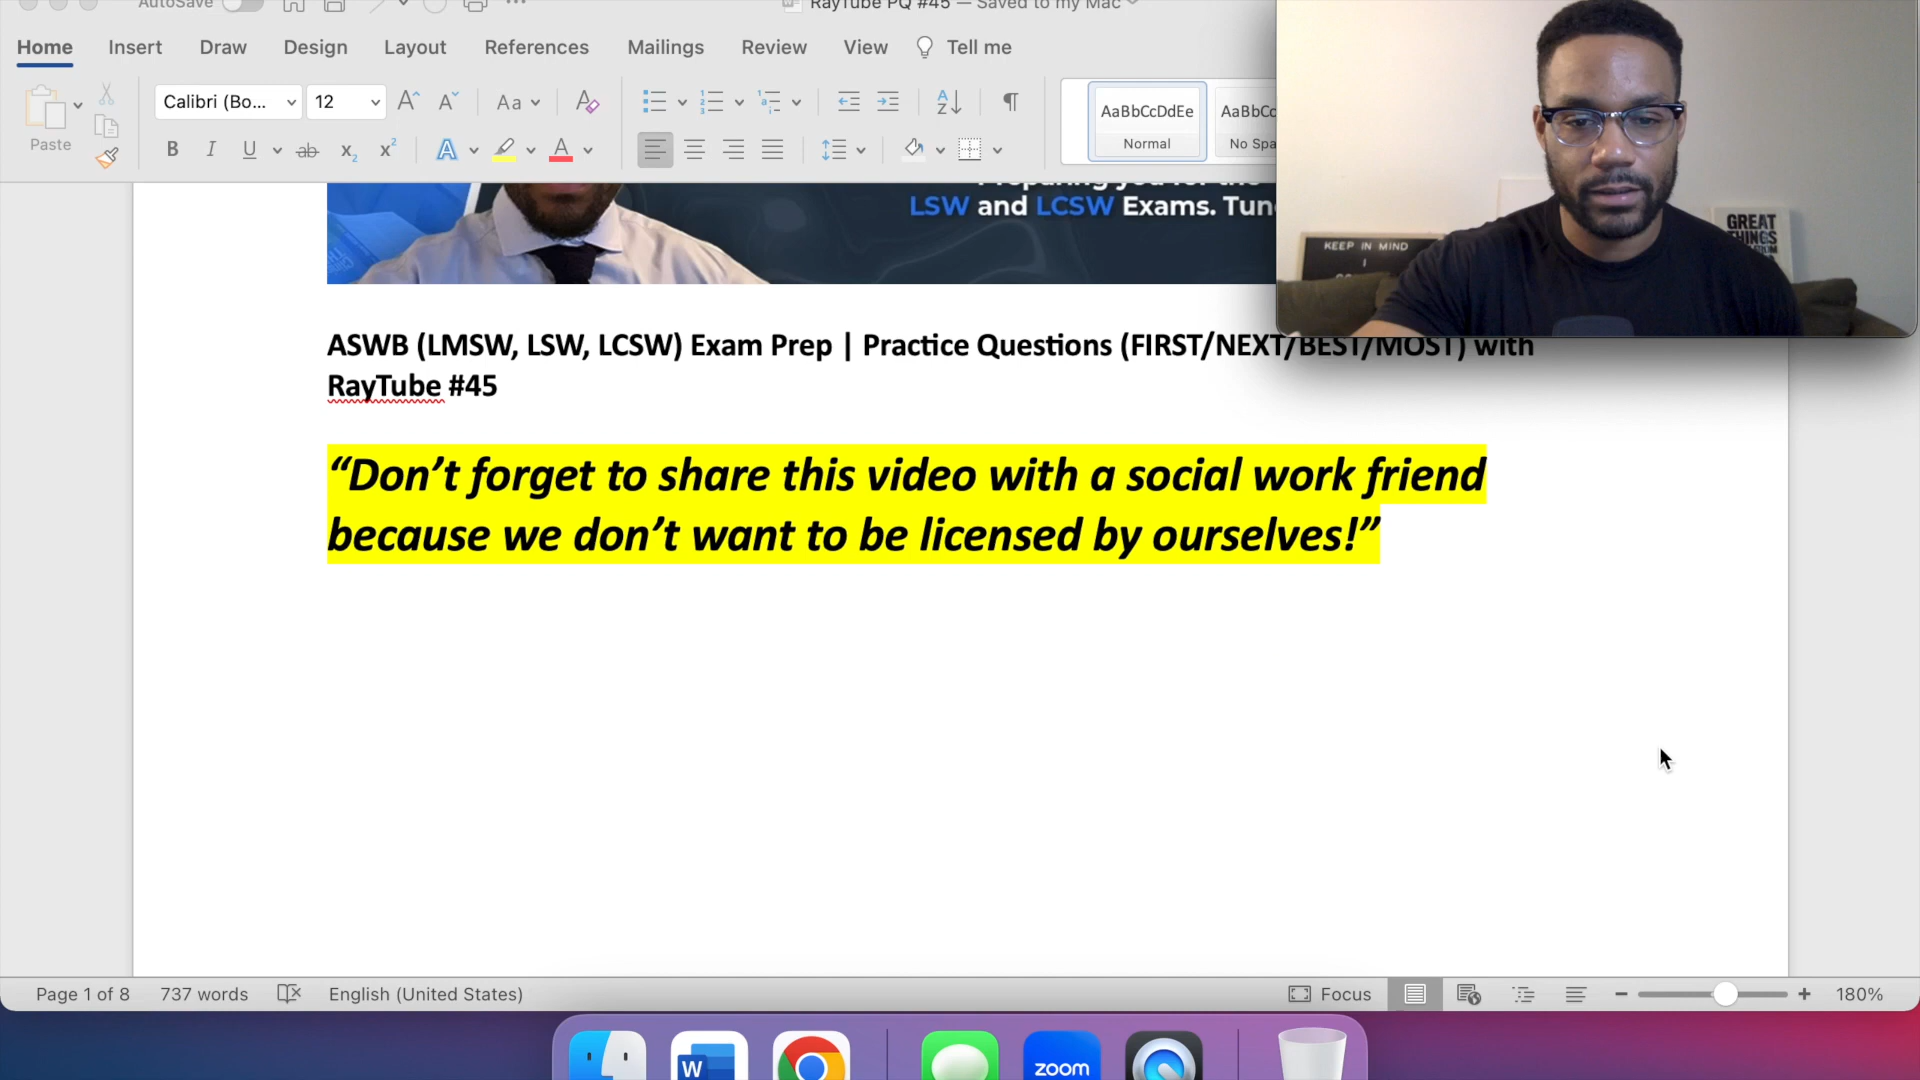 AutoSave
RayTube PQ #45 — Saved to my Mac
Home Insert Draw Design Layout References Mailings Review View Tell me
Paste
Calibri (Bo... 12 Aa
AaBbCcDdEe AaBbCc
Normal No Spa
LSW and LCSW Exams. Tun
KEEP IN MIND
I
GREAT
THINGS
ASWB (LMSW, LSW, LCSW) Exam Prep | Practice Questions (FIRST/NEXT/BEST/MOST) with
RayTube #45
“Don’t forget to share this video with a social work friend
because we don’t want to be licensed by ourselves!”
Page 1 of 8 737 words English (United States) Focus 180%
W zoom